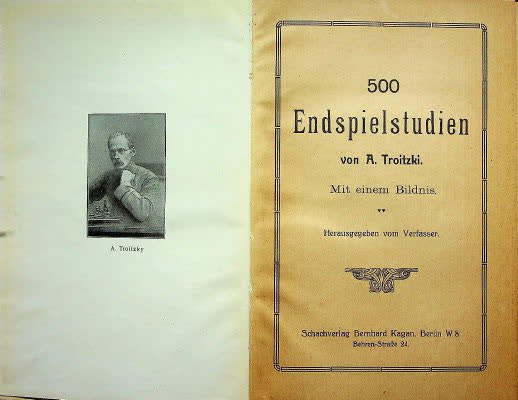 A. Troitzky
500
Endspielstudien
von A. Troitzki.
Mit einem Bildnis.
Herausgegeben vom Verfasser.
Schachverlag Bernhard Kagan, Berlin W 8
Behren-Straße 24.